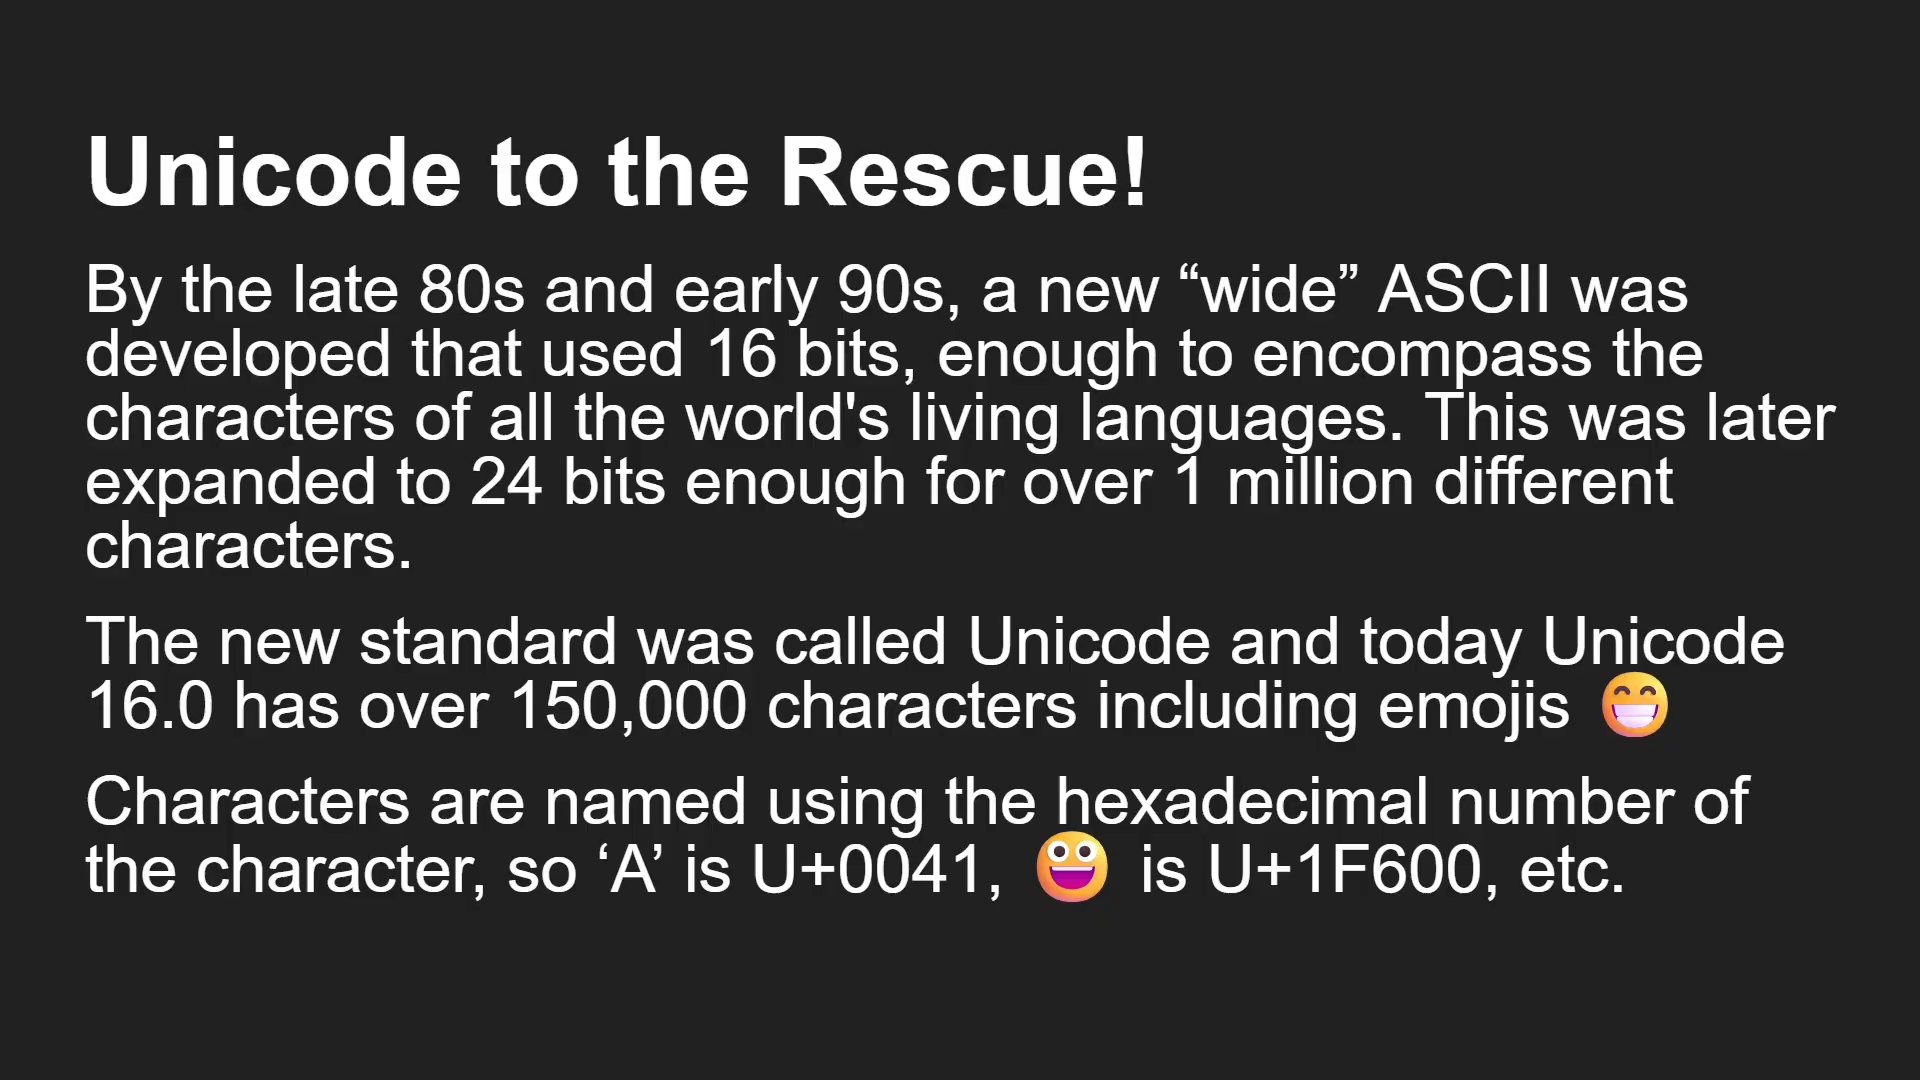 Unicode to the Rescue!
By the late 80s and early 90s, a new “wide” ASCII was
developed that used 16 bits, enough to encompass the
characters of all the world's living languages. This was later
expanded to 24 bits enough for over 1 million different
characters.
The new standard was called Unicode and today Unicode
16.0 has over 150,000 characters including emojis 😁
Characters are named using the hexadecimal number of
the character, so ‘A’ is U+0041, 😀 is U+1F600, etc.